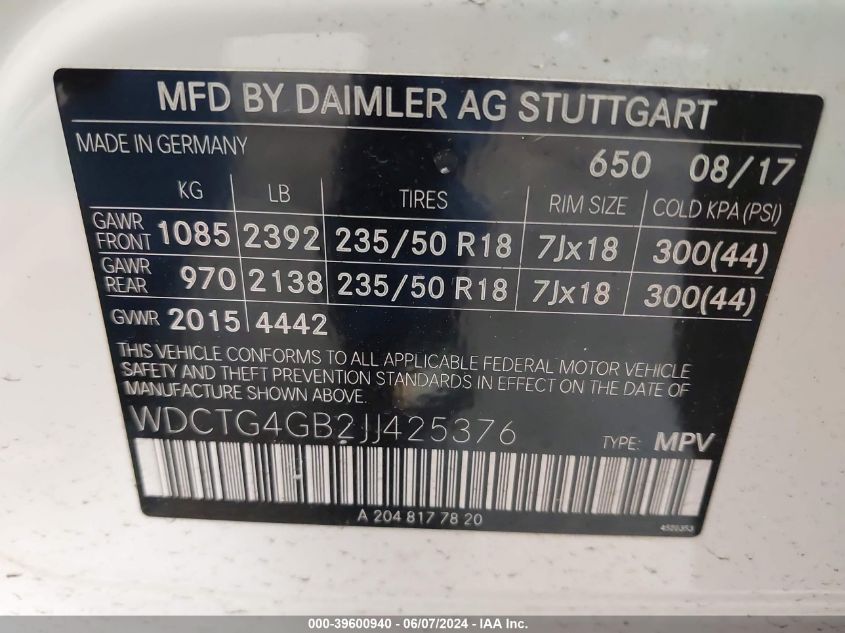 MFD BY DAIMLER AG STUTTGART
MADE IN GERMANY
650 08/17
KG LB TIRES RIM SIZE COLD KPA (PSI)
GAWR FRONT 1085 2392 235/50 R18 7Jx18 300(44)
GAWR REAR 970 2138 235/50 R18 7Jx18 300(44)
GVWR 2015 4442
THIS VEHICLE CONFORMS TO ALL APPLICABLE FEDERAL MOTOR VEHICLE
SAFETY AND THEFT PREVENTION STANDARDS IN EFFECT ON THE DATE OF
MANUFACTURE SHOWN ABOVE.
WDCTG4GB2JJ425376
TYPE: MPV
A 204 817 78 20
000-39600940 - 06/07/2024 - IAA Inc.